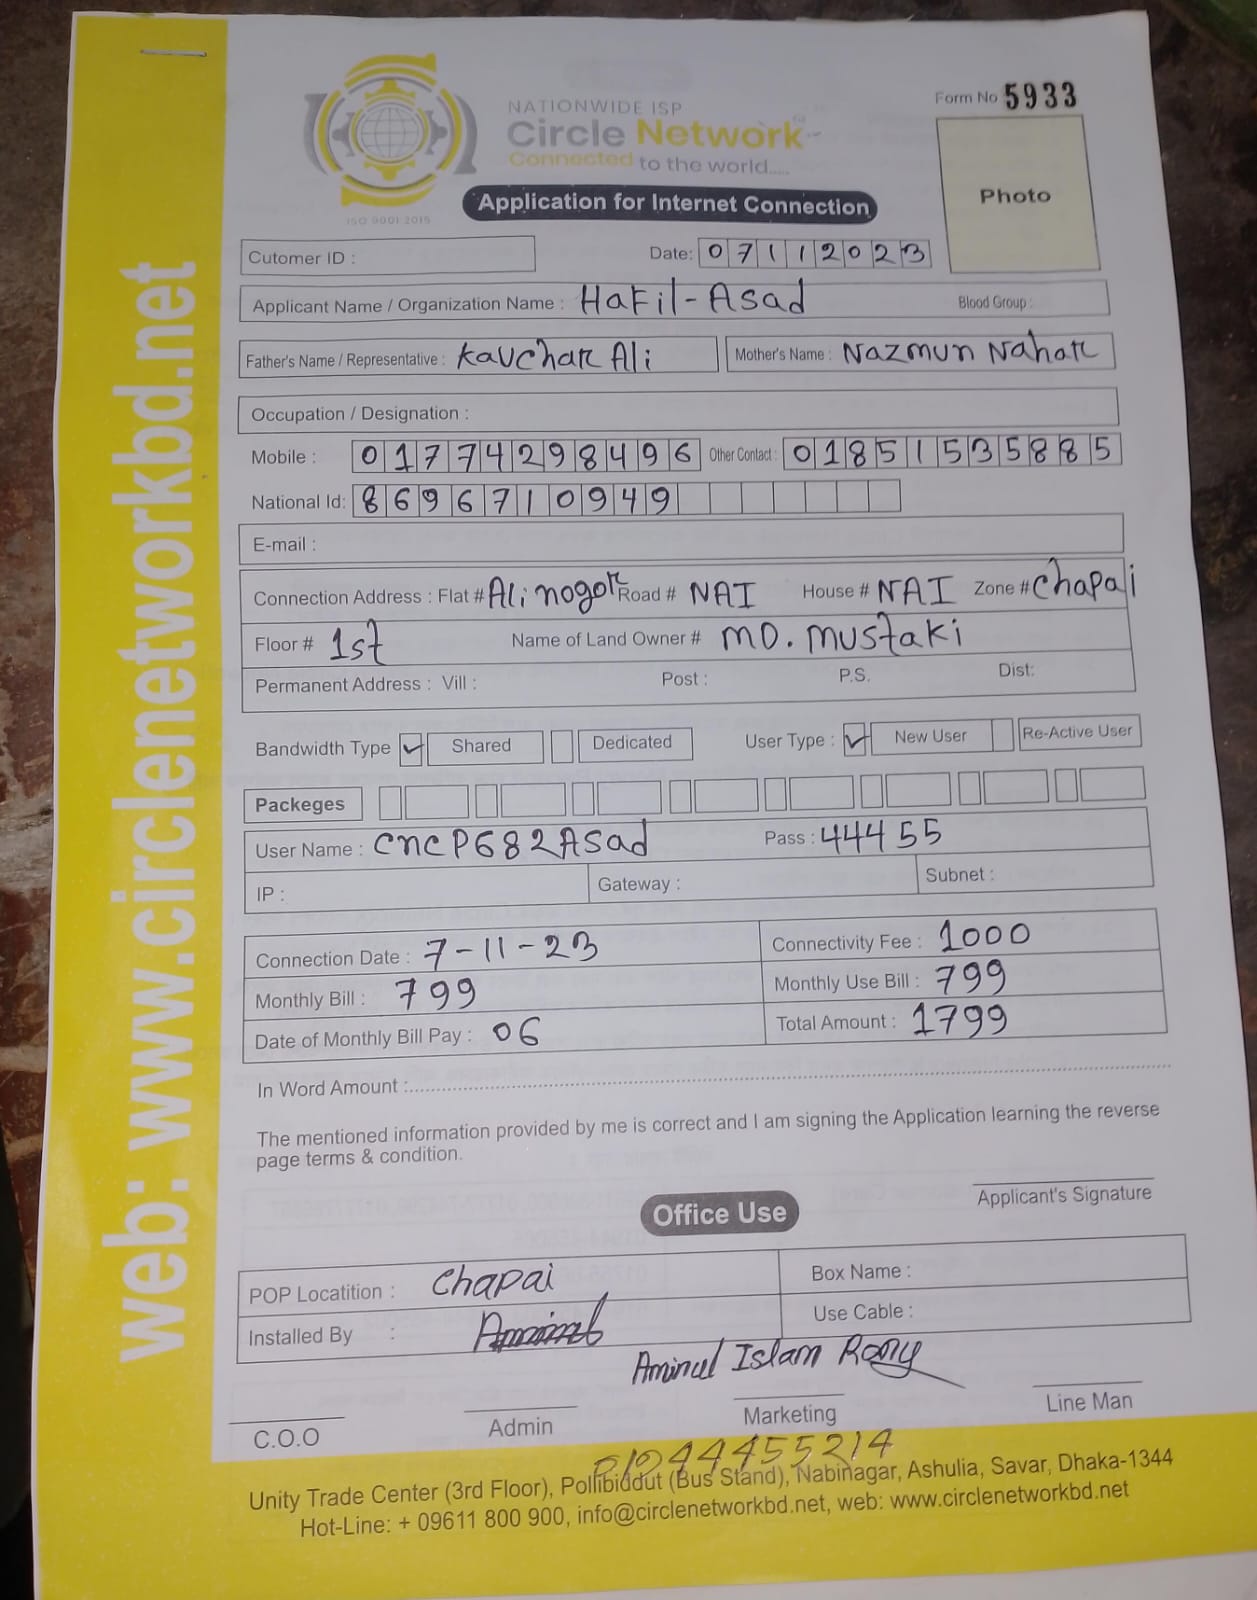 web: www.circlenetworkbd.net
NATIONWIDE ISP
Circle Network
Connected to the world.....
ISO 9001 2015
Form No 5933
Photo
Application for Internet Connection
Cutomer ID :
Date: 07112023
Applicant Name / Organization Name : Hafil-Asad Blood Group :
Father's Name / Representative : Kauchar Ali Mother's Name : Nazmun Nahar
Occupation / Designation :
Mobile : 01774298496 Other Contact : 01851535885
National Id: 8696710949
E-mail :
Connection Address : Flat # Ali nogor Road # NAI House # NAI Zone # Chapai
Floor # 1st Name of Land Owner # MD. Mustaki
Permanent Address : Vill : Post : P.S. Dist:
Bandwidth Type Shared Dedicated User Type : New User Re-Active User
Packeges
User Name : CNCP682Asad Pass : 44455
IP : Gateway : Subnet :
Connection Date : 7-11-23 Connectivity Fee : 1000
Monthly Bill : 799 Monthly Use Bill : 799
Date of Monthly Bill Pay : 06 Total Amount : 1799
In Word Amount :
The mentioned information provided by me is correct and I am signing the Application learning the reverse
page terms & condition.
Applicant's Signature
Office Use
POP Locatition : Chapai Box Name :
Installed By : Use Cable :
Aminul Islam Rony
C.O.O Admin Marketing Line Man
01944455214
Unity Trade Center (3rd Floor), Pollibiddut (Bus Stand), Nabinagar, Ashulia, Savar, Dhaka-1344
Hot-Line: + 09611 800 900, info@circlenetworkbd.net, web: www.circlenetworkbd.net